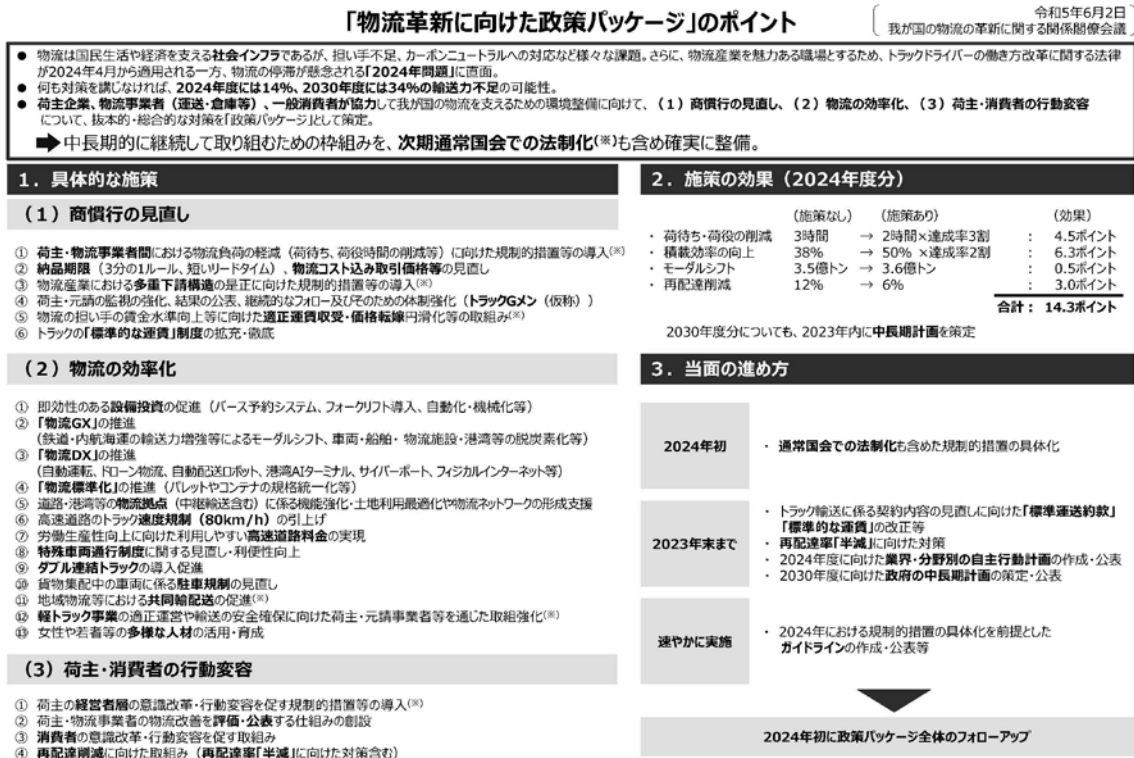 「物流革新に向けた政策パッケージ」のポイント
令和5年6月2日
我が国の物流の革新に関する関係閣僚会議
● 物流は国民生活や経済を支える社会インフラであるが、担い手不足、カーボンニュートラルへの対応など様々な課題。さらに、物流産業を魅力ある職場とするため、トラックドライバーの働き方改革に関する法律
が2024年4月から適用される一方、物流の停滞が懸念される「2024年問題」に直面。
● 何も対策を講じなければ、2024年度には14%、2030年度には34%の輸送力不足の可能性。
● 荷主企業、物流事業者（運送・倉庫等）、一般消費者が協力して我が国の物流を支えるための環境整備に向けて、（1）商慣行の見直し、（2）物流の効率化、（3）荷主・消費者の行動変容
について、抜本的・総合的な対策を「政策パッケージ」として策定。
➡中長期的に継続して取り組むための枠組みを、次期通常国会での法制化(※)も含め確実に整備。
1．具体的な施策
（1）商慣行の見直し
① 荷主・物流事業者間における物流負荷の軽減（荷待ち、荷役時間の削減等）に向けた規制的措置等の導入(※)
② 納品期限（3分の1ルール、短いリードタイム）、物流コスト込み取引価格等の見直し
③ 物流産業における多重下請構造の是正に向けた規制的措置等の導入(※)
④ 荷主・元請の監視の強化、結果の公表、継続的なフォロー及びそのための体制強化（トラックGメン（仮称））
⑤ 物流の担い手の賃金水準向上等に向けた適正運賃収受・価格転嫁円滑化等の取組み(※)
⑥ トラックの「標準的な運賃」制度の拡充・徹底
（2）物流の効率化
① 即効性のある設備投資の促進（バース予約システム、フォークリフト導入、自動化・機械化等）
② 「物流GX」の推進
（鉄道・内航海運の輸送力増強等によるモーダルシフト、車両・船舶・物流施設・港湾等の脱炭素化等）
③ 「物流DX」の推進
（自動運転、ドローン物流、自動配送ロボット、港湾AIターミナル、サイバーポート、フィジカルインターネット等）
④ 「物流標準化」の推進（パレットやコンテナの規格統一化等）
⑤ 道路・港湾等の物流拠点（中継輸送含む）に係る機能強化・土地利用最適化や物流ネットワークの形成支援
⑥ 高速道路のトラック速度規制（80km/h）の引上げ
⑦ 労働生産性向上に向けた利用しやすい高速道路料金の実現
⑧ 特殊車両通行制度に関する見直し・利便性向上
⑨ ダブル連結トラックの導入促進
⑩ 貨物集配中の車両に係る駐車規制の見直し
⑪ 地域物流等における共同輸配送の促進(※)
⑫ 軽トラック事業の適正運営や輸送の安全確保に向けた荷主・元請事業者等を通じた取組強化(※)
⑬ 女性や若者等の多様な人材の活用・育成
（3）荷主・消費者の行動変容
① 荷主の経営者層の意識改革・行動変容を促す規制的措置等の導入(※)
② 荷主・物流事業者の物流改善を評価・公表する仕組みの創設
③ 消費者の意識改革・行動変容を促す取組み
④ 再配達削減に向けた取組み（再配達率「半減」に向けた対策含む）
2．施策の効果（2024年度分）
（施策なし） （施策あり） （効果）
・ 荷待ち・荷役の削減 3時間 → 2時間×達成率3割 ： 4.5ポイント
・ 積載効率の向上 38% → 50% ×達成率2割 ： 6.3ポイント
・ モーダルシフト 3.5億トン → 3.6億トン ： 0.5ポイント
・ 再配達削減 12% → 6% ： 3.0ポイント
合計： 14.3ポイント
2030年度分についても、2023年内に中長期計画を策定
3．当面の進め方
2024年初
・ 通常国会での法制化も含めた規制的措置の具体化
2023年末まで
・ トラック輸送に係る契約内容の見直しに向けた「標準運送約款」
「標準的な運賃」の改正等
・ 再配達率「半減」に向けた対策
・ 2024年度に向けた業界・分野別の自主行動計画の作成・公表
・ 2030年度に向けた政府の中長期計画の策定・公表
速やかに実施
・ 2024年における規制的措置の具体化を前提とした
ガイドラインの作成・公表等
2024年初に政策パッケージ全体のフォローアップ